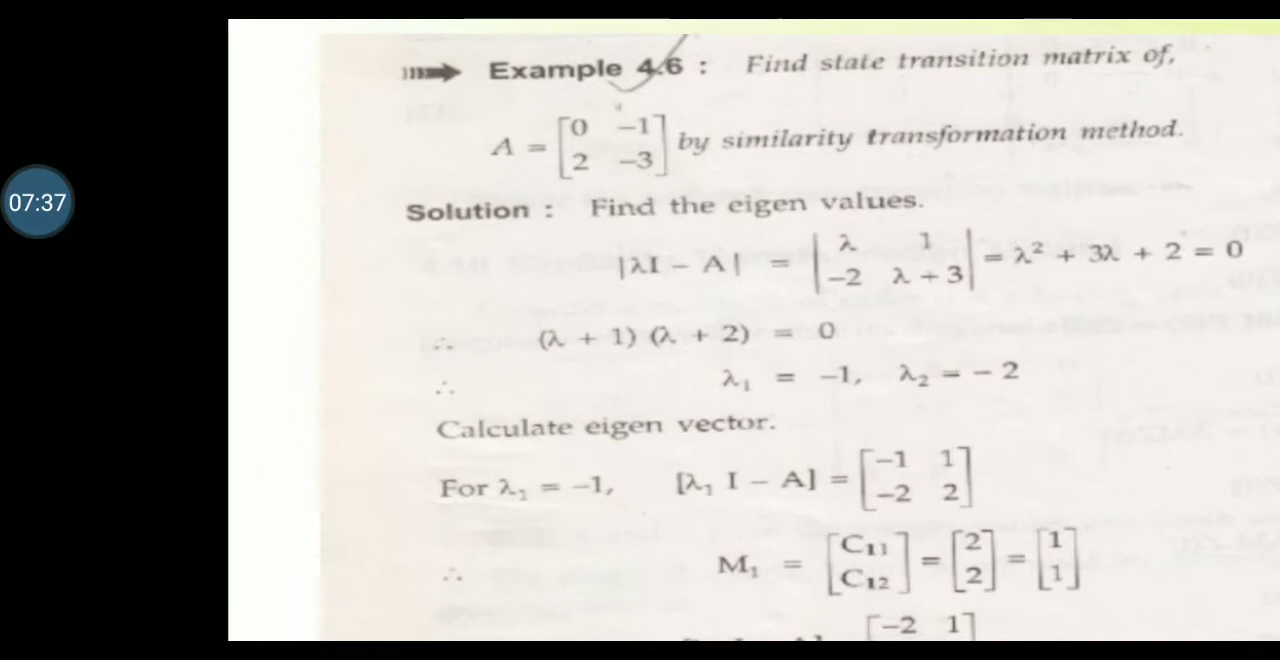 Example 4.6 : Find state transition matrix of,
A = [0 -1] by similarity transformation method.
[2 -3]
07:37
Solution : Find the eigen values.
|λI – A| = |λ 1| = λ² + 3λ + 2 = 0
|-2 λ + 3|
∴ (λ + 1) (λ + 2) = 0
∴ λ₁ = –1, λ₂ = – 2
Calculate eigen vector.
For λ₁ = –1, [λ₁ I – A] = [-1 1]
[-2 2]
∴ M₁ = [C₁₁] = [2] = [1]
[C₁₂] [2] [1]
[-2 1]